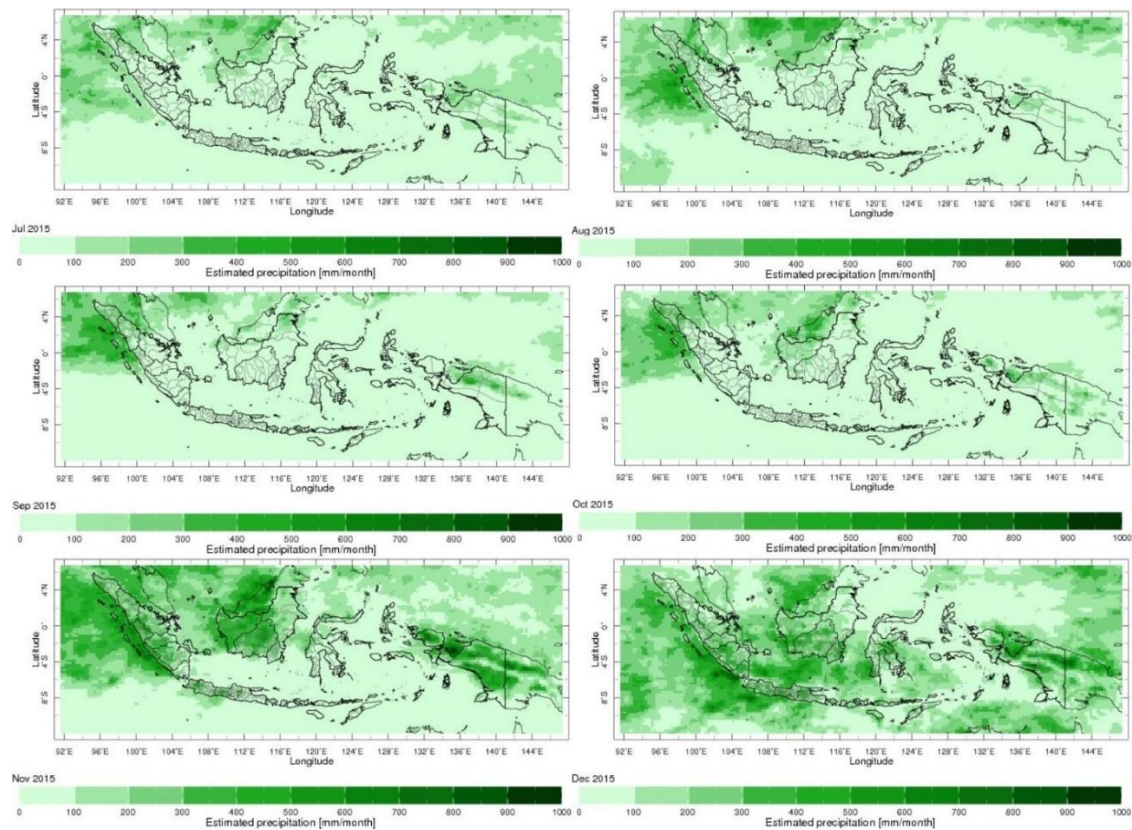 Latitude
4°N
0°
4°S
8°S
92°E 96°E 100°E 104°E 108°E 112°E 116°E 120°E 124°E 128°E 132°E 136°E 140°E 144°E
Longitude
Jul 2015
0 100 200 300 400 500 600 700 800 900 1000
Estimated precipitation [mm/month]
Latitude
4°N
0°
4°S
8°S
92°E 96°E 100°E 104°E 108°E 112°E 116°E 120°E 124°E 128°E 132°E 136°E 140°E 144°E
Longitude
Aug 2015
0 100 200 300 400 500 600 700 800 900 1000
Estimated precipitation [mm/month]
Latitude
4°N
0°
4°S
8°S
92°E 96°E 100°E 104°E 108°E 112°E 116°E 120°E 124°E 128°E 132°E 136°E 140°E 144°E
Longitude
Sep 2015
0 100 200 300 400 500 600 700 800 900 1000
Estimated precipitation [mm/month]
Latitude
4°N
0°
4°S
8°S
92°E 96°E 100°E 104°E 108°E 112°E 116°E 120°E 124°E 128°E 132°E 136°E 140°E 144°E
Longitude
Oct 2015
0 100 200 300 400 500 600 700 800 900 1000
Estimated precipitation [mm/month]
Latitude
4°N
0°
4°S
8°S
92°E 96°E 100°E 104°E 108°E 112°E 116°E 120°E 124°E 128°E 132°E 136°E 140°E 144°E
Longitude
Nov 2015
0 100 200 300 400 500 600 700 800 900 1000
Estimated precipitation [mm/month]
Latitude
4°N
0°
4°S
8°S
92°E 96°E 100°E 104°E 108°E 112°E 116°E 120°E 124°E 128°E 132°E 136°E 140°E 144°E
Longitude
Dec 2015
0 100 200 300 400 500 600 700 800 900 1000
Estimated precipitation [mm/month]